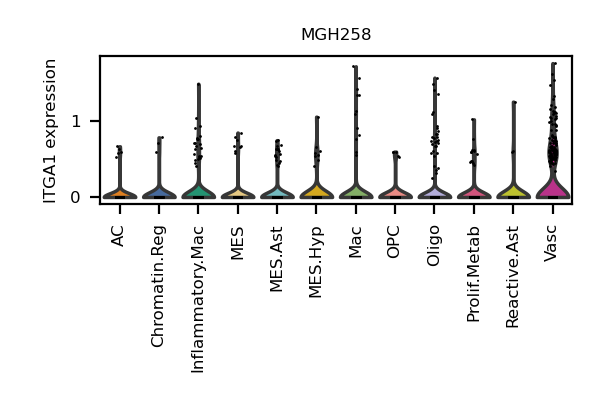 MGH258
ITGA1 expression
1
0
AC
Chromatin.Reg
Inflammatory.Mac
MES
MES.Ast
MES.Hyp
Mac
OPC
Oligo
Prolif.Metab
Reactive.Ast
Vasc